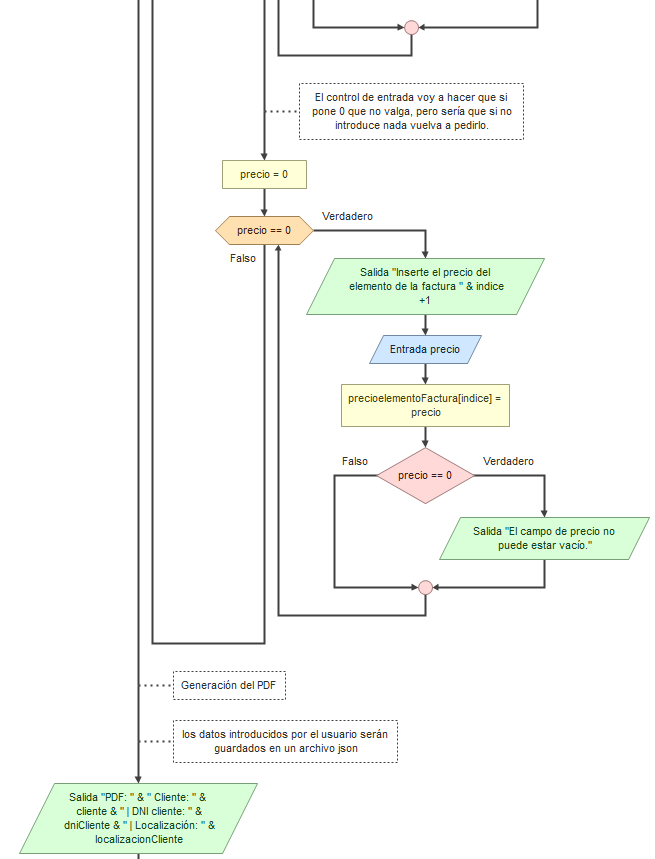 El control de entrada voy a hacer que si
pone 0 que no valga, pero sería que si no
introduce nada vuelva a pedirlo.
precio = 0
precio == 0
Verdadero
Falso
Salida "Inserte el precio del
elemento de la factura " & indice
+1
Entrada precio
precioelementoFactura[indice] =
precio
Falso
precio == 0
Verdadero
Salida "El campo de precio no
puede estar vacío."
Generación del PDF
los datos introducidos por el usuario serán
guardados en un archivo json
Salida "PDF: " & " Cliente: " &
cliente & " | DNI cliente: " &
dniCliente & " | Localización: " &
localizacionCliente